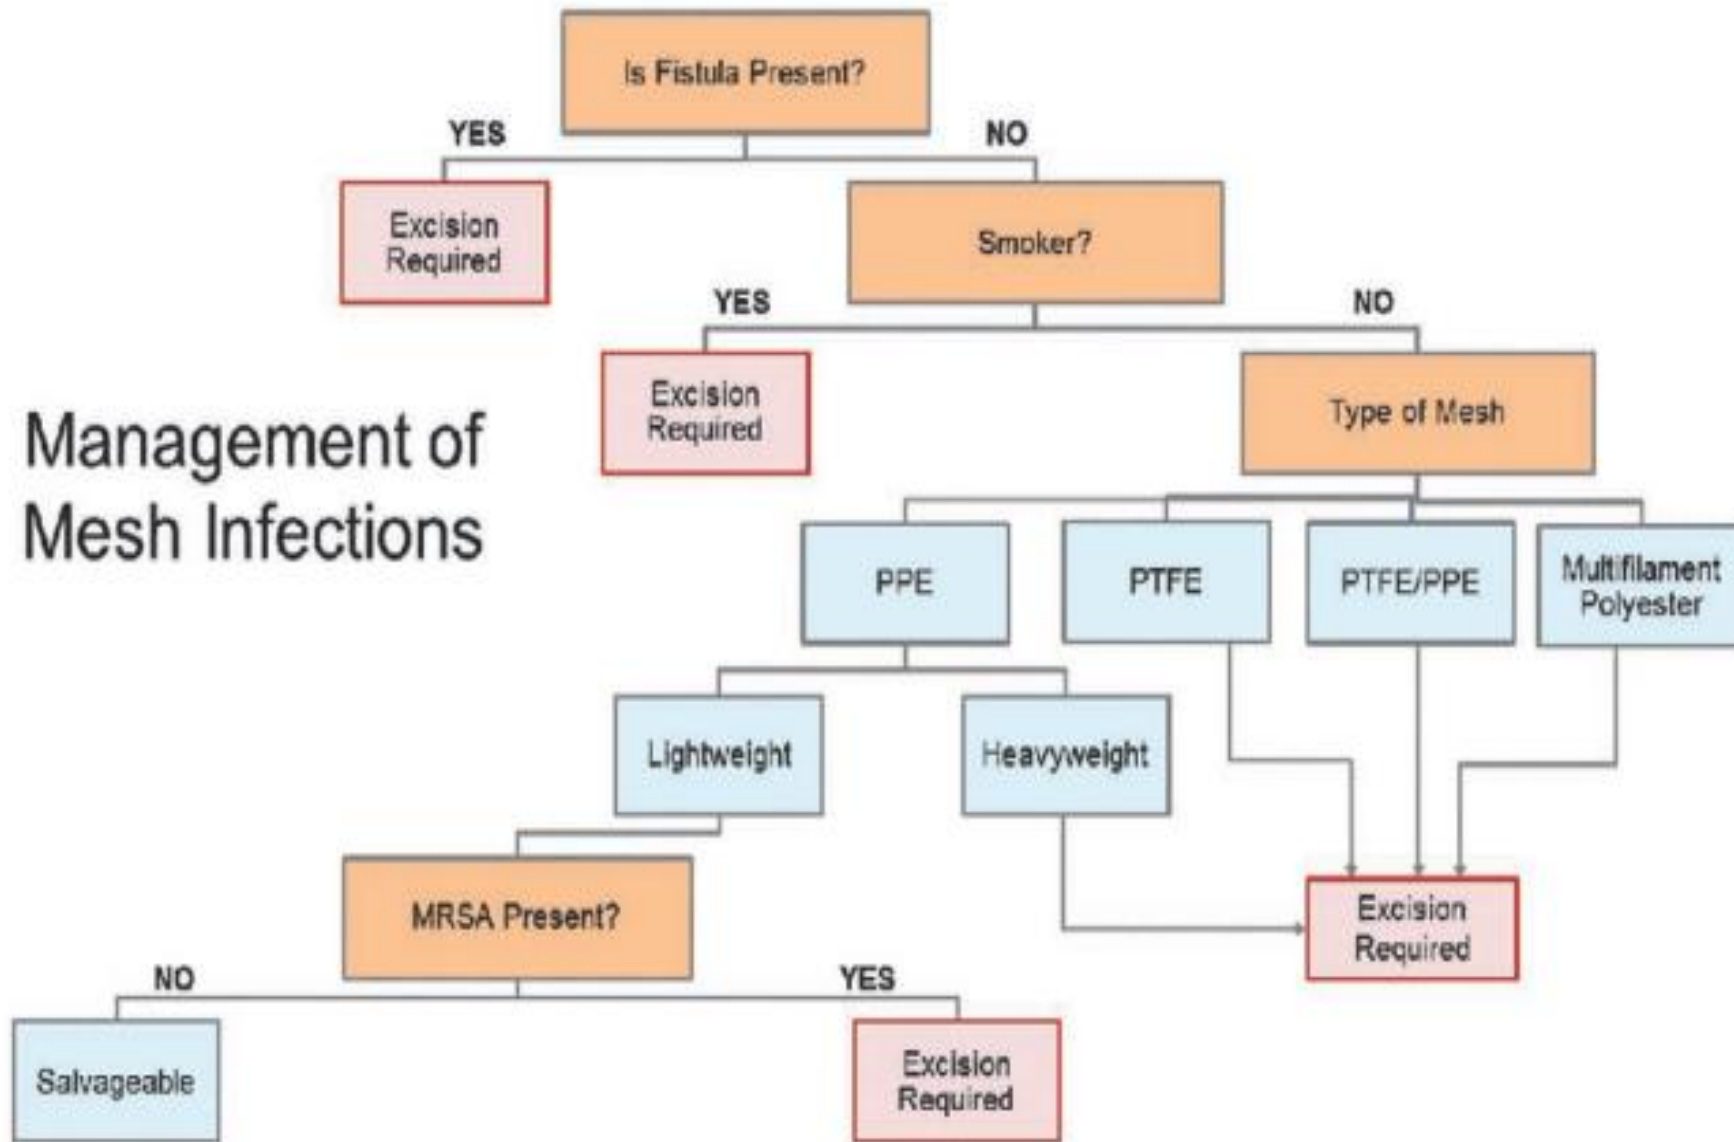 Is Fistula Present?
YES
NO
Excision
Required
Smoker?
YES
NO
Excision
Required
Type of Mesh
Management of
Mesh Infections
PPE
PTFE
PTFE/PPE
Multifilament
Polyester
Lightweight
Heavyweight
MRSA Present?
Excision
Required
NO
YES
Salvageable
Excision
Required